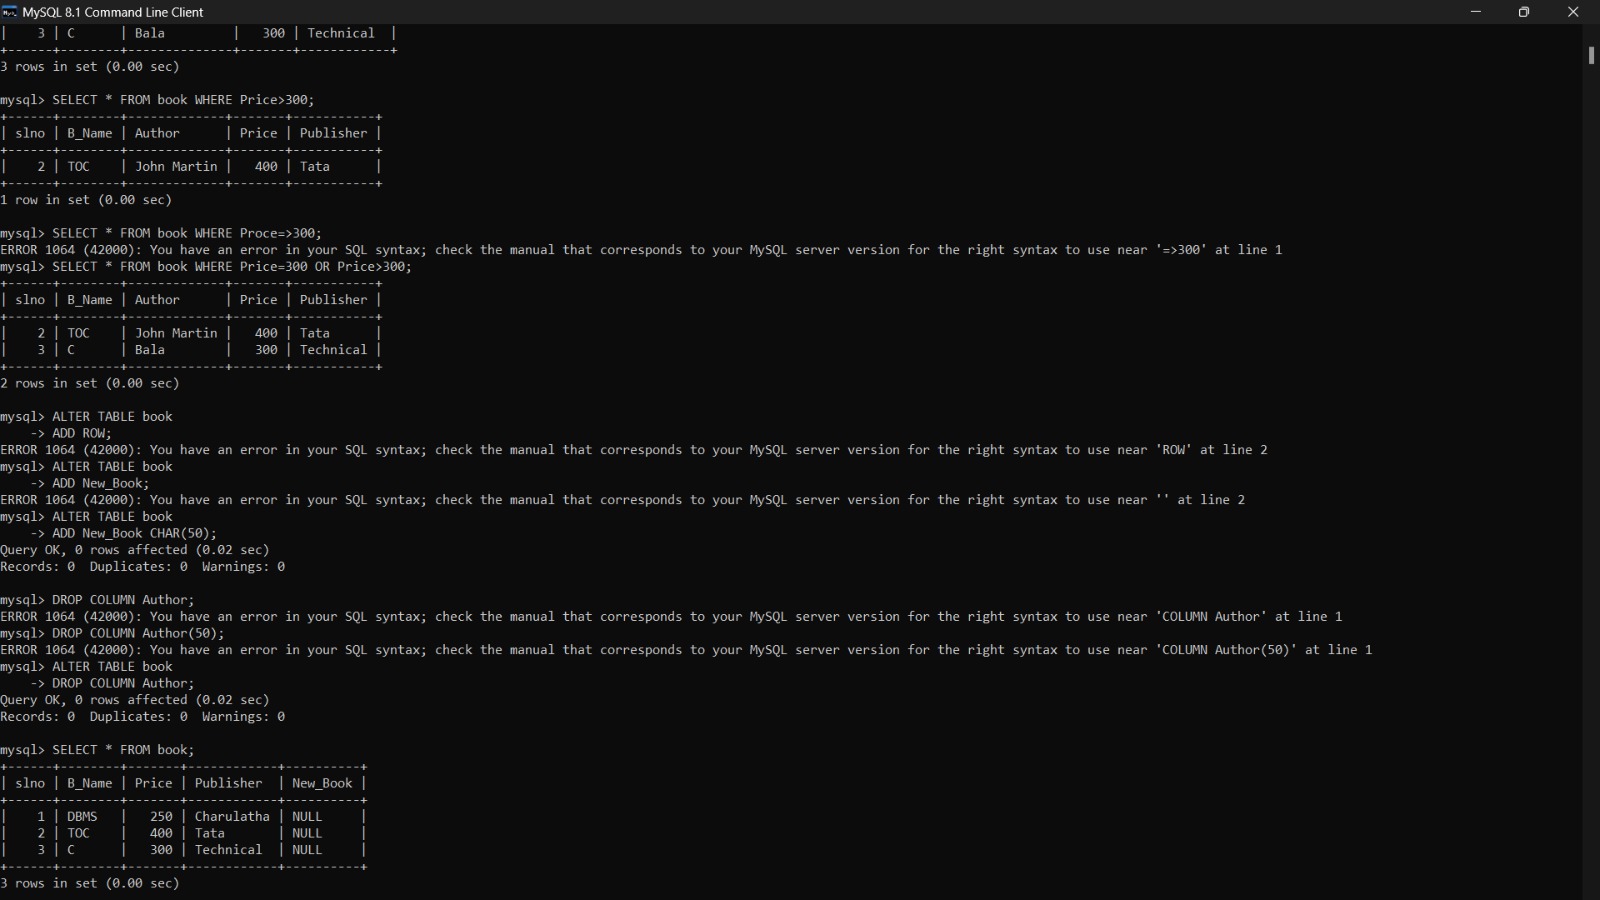 MySQL 8.1 Command Line Client
|    3 | C      | Bala         |   300 | Technical  |
+------+--------+--------------+-------+------------+
3 rows in set (0.00 sec)
mysql> SELECT * FROM book WHERE Price>300;
+------+--------+-------------+-------+-----------+
| slno | B_Name | Author      | Price | Publisher |
+------+--------+-------------+-------+-----------+
|    2 | TOC    | John Martin |   400 | Tata      |
+------+--------+-------------+-------+-----------+
1 row in set (0.00 sec)
mysql> SELECT * FROM book WHERE Proce=>300;
ERROR 1064 (42000): You have an error in your SQL syntax; check the manual that corresponds to your MySQL server version for the right syntax to use near '=>300' at line 1
mysql> SELECT * FROM book WHERE Price=300 OR Price>300;
+------+--------+-------------+-------+-----------+
| slno | B_Name | Author      | Price | Publisher |
+------+--------+-------------+-------+-----------+
|    2 | TOC    | John Martin |   400 | Tata      |
|    3 | C      | Bala        |   300 | Technical |
+------+--------+-------------+-------+-----------+
2 rows in set (0.00 sec)
mysql> ALTER TABLE book
    -> ADD ROW;
ERROR 1064 (42000): You have an error in your SQL syntax; check the manual that corresponds to your MySQL server version for the right syntax to use near 'ROW' at line 2
mysql> ALTER TABLE book
    -> ADD New_Book;
ERROR 1064 (42000): You have an error in your SQL syntax; check the manual that corresponds to your MySQL server version for the right syntax to use near '' at line 2
mysql> ALTER TABLE book
    -> ADD New_Book CHAR(50);
Query OK, 0 rows affected (0.02 sec)
Records: 0  Duplicates: 0  Warnings: 0
mysql> DROP COLUMN Author;
ERROR 1064 (42000): You have an error in your SQL syntax; check the manual that corresponds to your MySQL server version for the right syntax to use near 'COLUMN Author' at line 1
mysql> DROP COLUMN Author(50);
ERROR 1064 (42000): You have an error in your SQL syntax; check the manual that corresponds to your MySQL server version for the right syntax to use near 'COLUMN Author(50)' at line 1
mysql> ALTER TABLE book
    -> DROP COLUMN Author;
Query OK, 0 rows affected (0.02 sec)
Records: 0  Duplicates: 0  Warnings: 0
mysql> SELECT * FROM book;
+------+--------+-------+------------+----------+
| slno | B_Name | Price | Publisher  | New_Book |
+------+--------+-------+------------+----------+
|    1 | DBMS   |   250 | Charulatha | NULL     |
|    2 | TOC    |   400 | Tata       | NULL     |
|    3 | C      |   300 | Technical  | NULL     |
+------+--------+-------+------------+----------+
3 rows in set (0.00 sec)